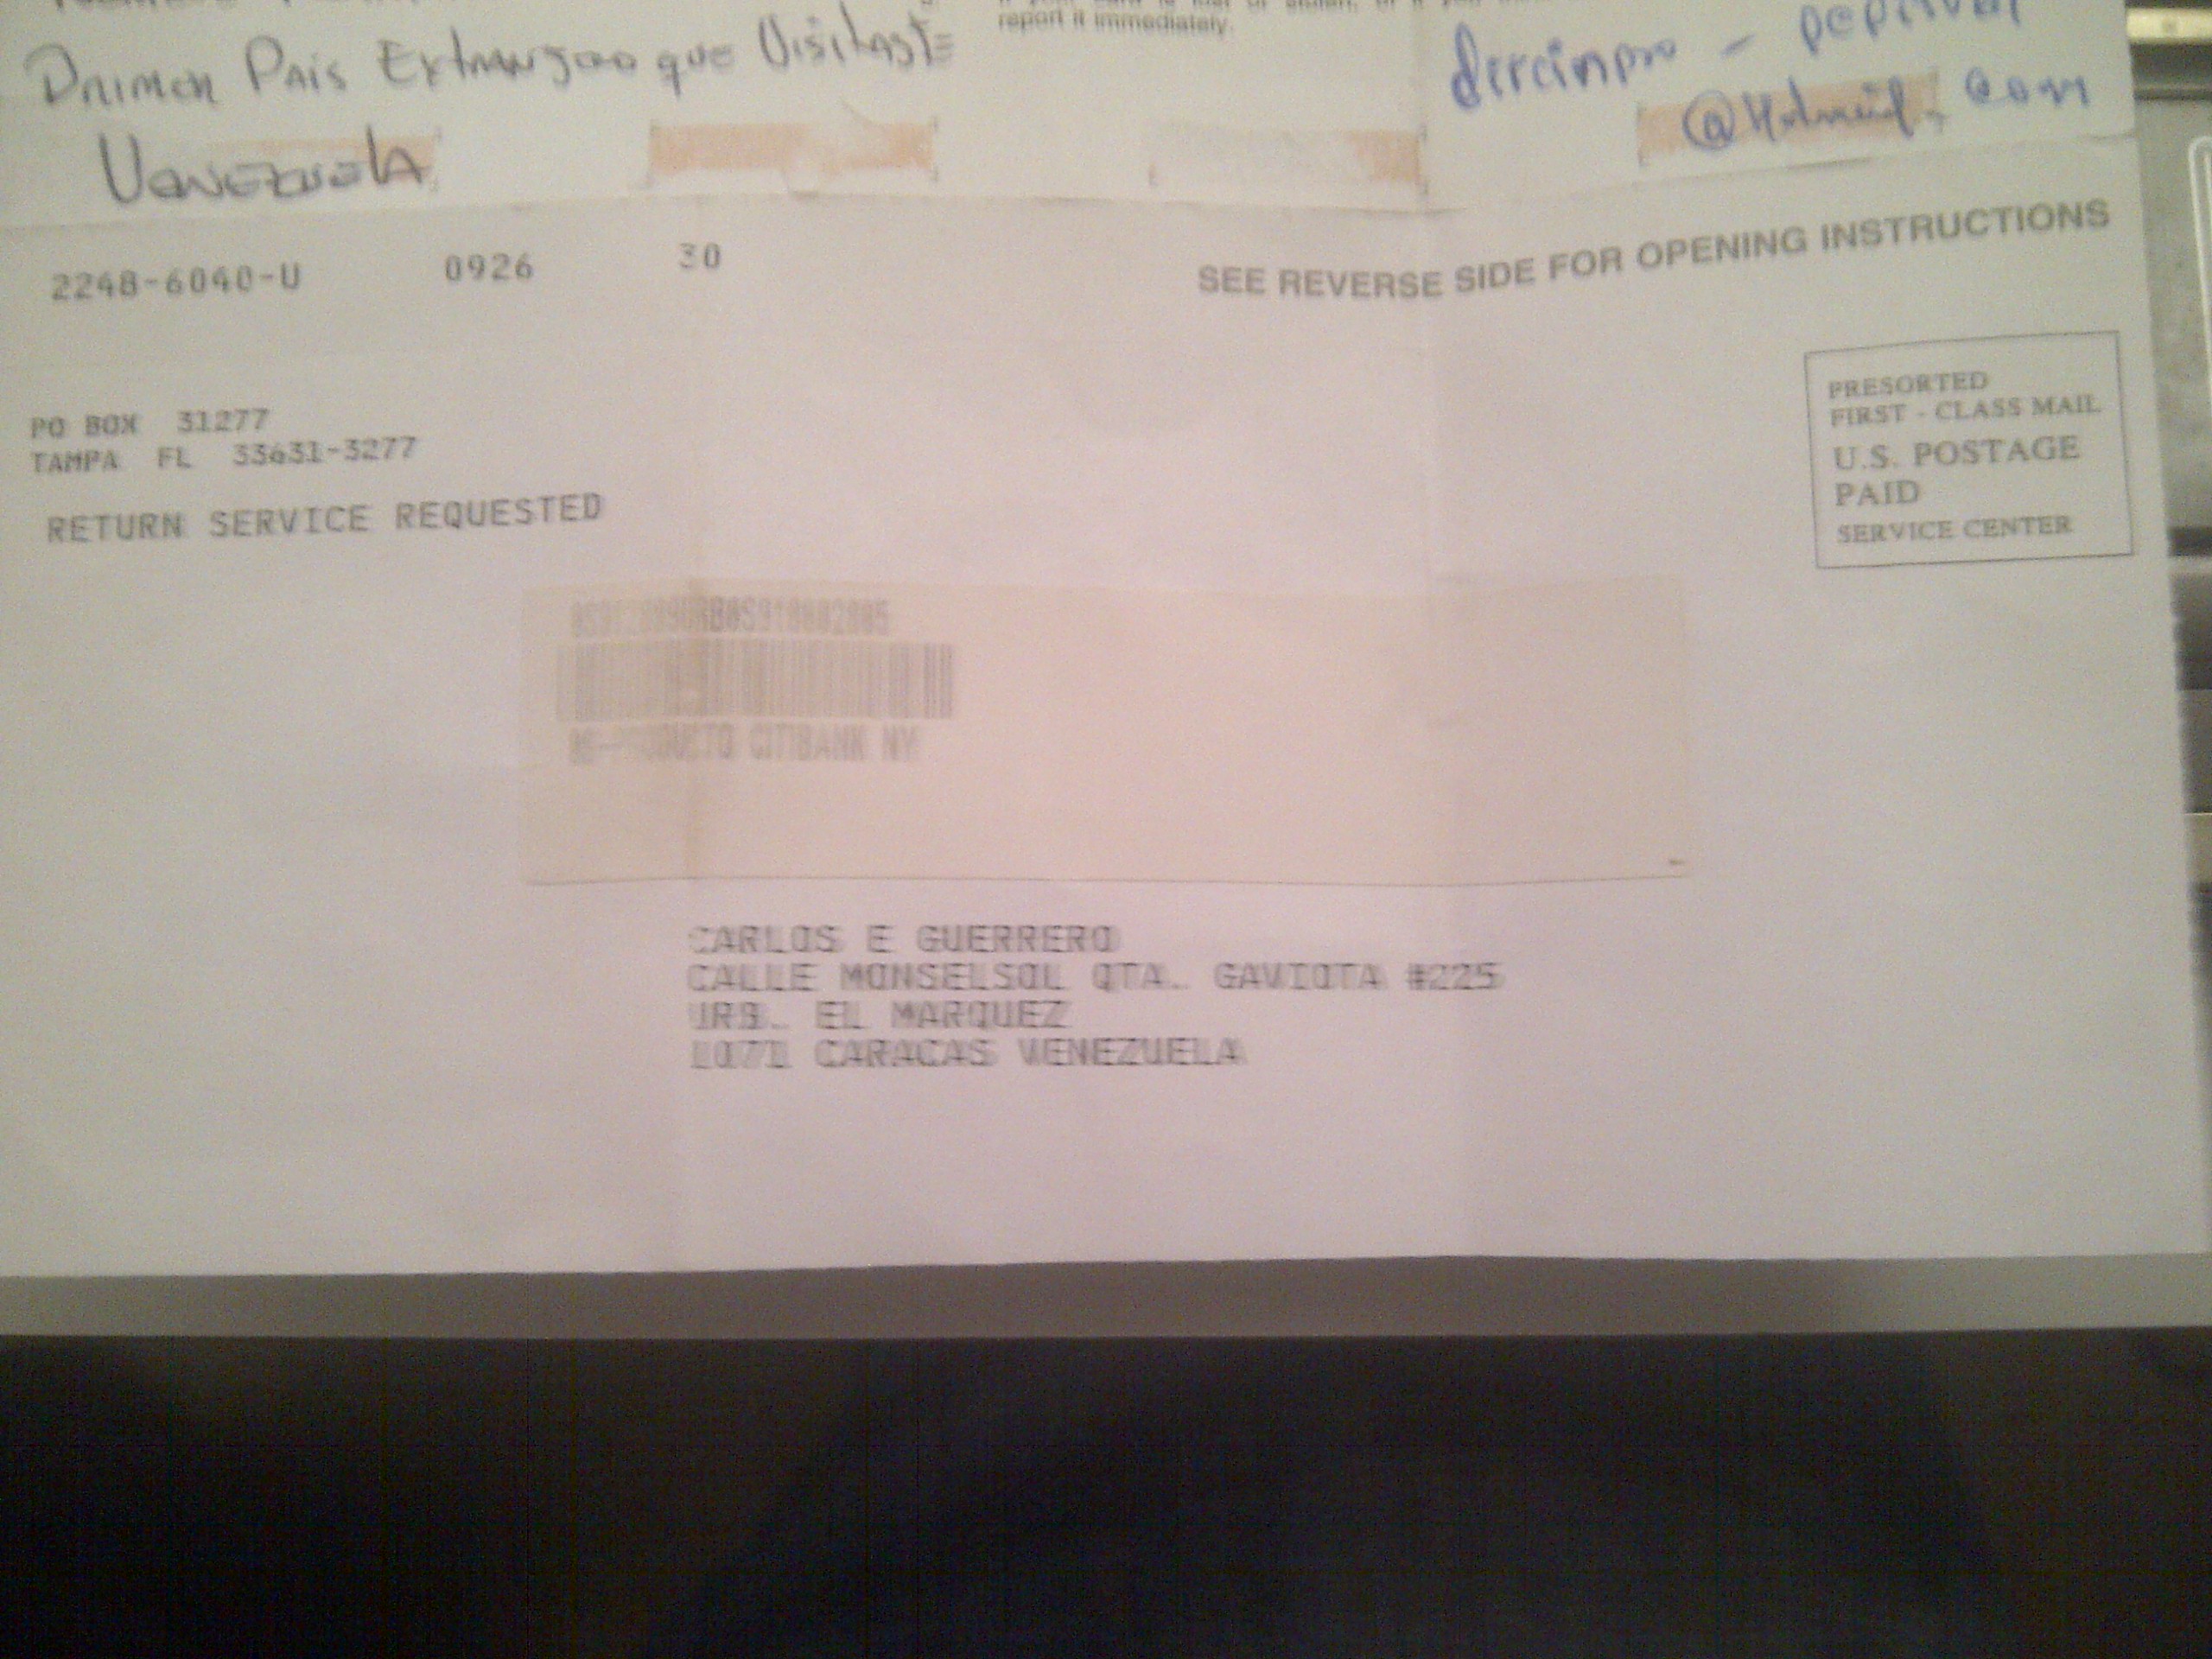 report it immediately.
Primer Pais Extranjero que Visitaste
Venezuela
@Hotmail.com
2248-6040-U 0926 30
SEE REVERSE SIDE FOR OPENING INSTRUCTIONS
PO BOX 31277
TAMPA FL 33631-3277
RETURN SERVICE REQUESTED
PRESORTED
FIRST - CLASS MAIL
U.S. POSTAGE
PAID
SERVICE CENTER
CITIBANK NY
CARLOS E GUERRERO
CALLE MONSELSOL QTA. GAVIOTA #225
URB. EL MARQUEZ
1071 CARACAS VENEZUELA